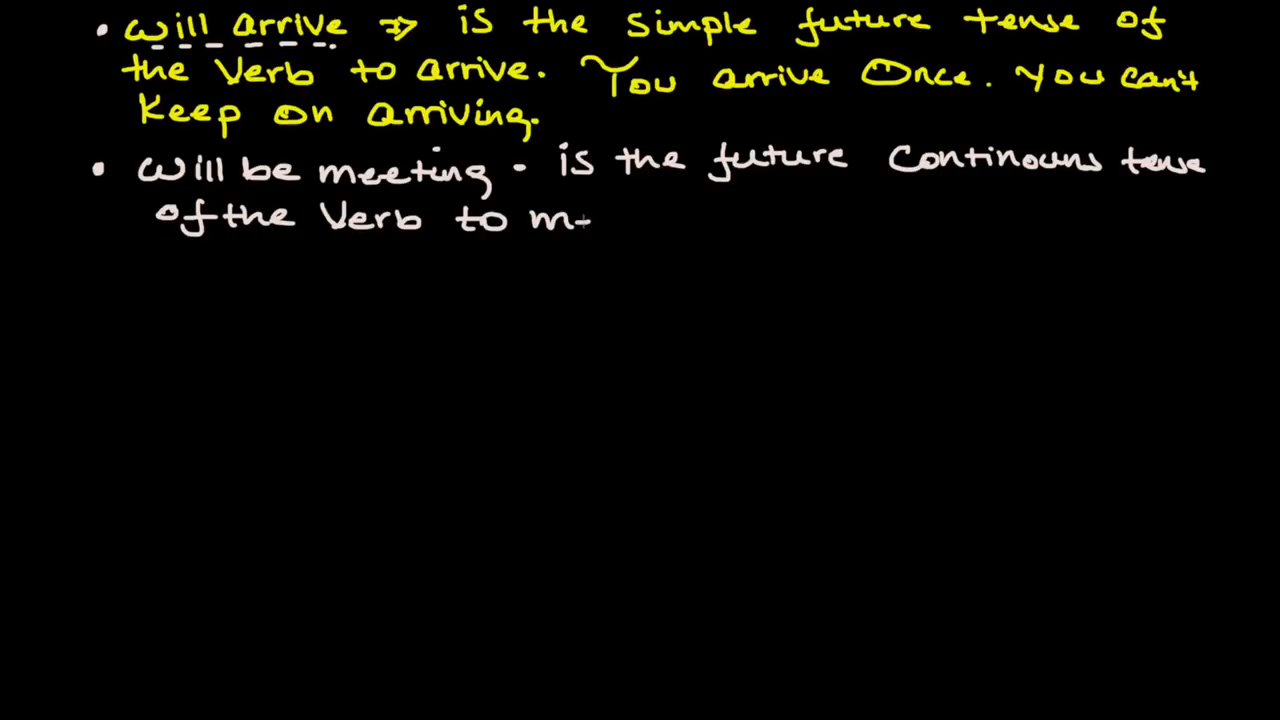 • will arrive => is the simple future tense of
the Verb to arrive. You arrive Once. You can't
Keep on arriving.
• will be meeting - is the future Continouns tense
of the Verb to m